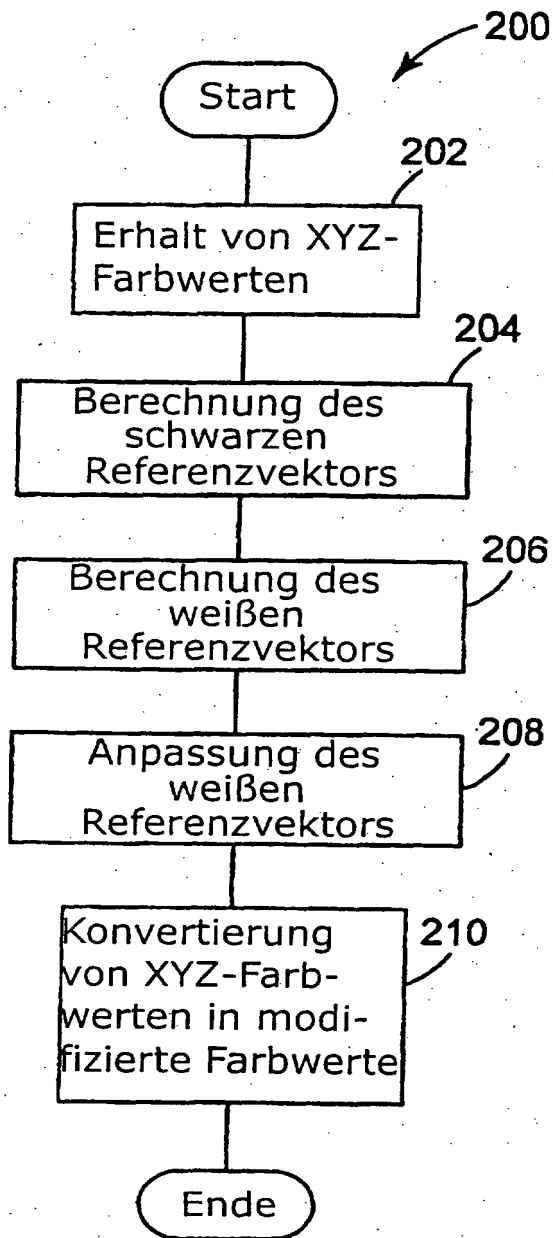 200
Start
202
Erhalt von XYZ-
Farbwerten
204
Berechnung des
schwarzen
Referenzvektors
206
Berechnung des
weißen
Referenzvektors
208
Anpassung des
weißen
Referenzvektors
210
Konvertierung
von XYZ-Farb-
werten in modi-
fizierte Farbwerte
Ende